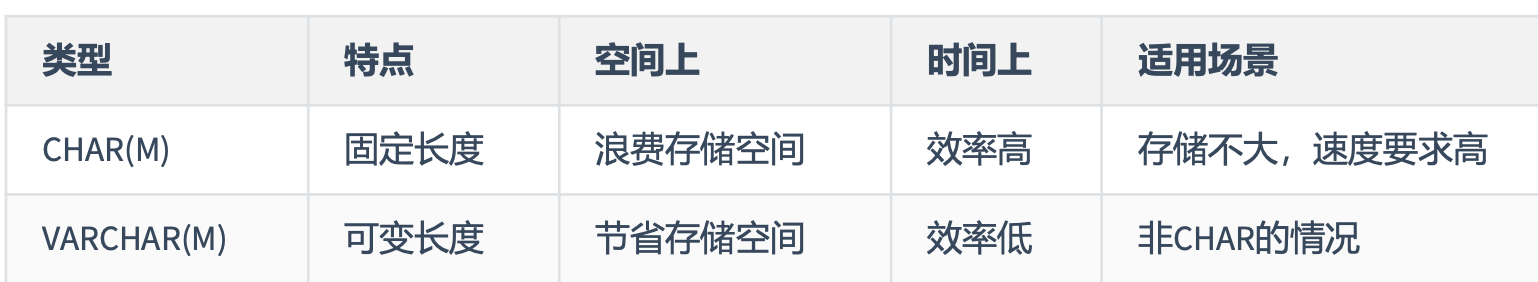 类型 特点 空间上 时间上 适用场景
CHAR(M) 固定长度 浪费存储空间 效率高 存储不大，速度要求高
VARCHAR(M) 可变长度 节省存储空间 效率低 非CHAR的情况